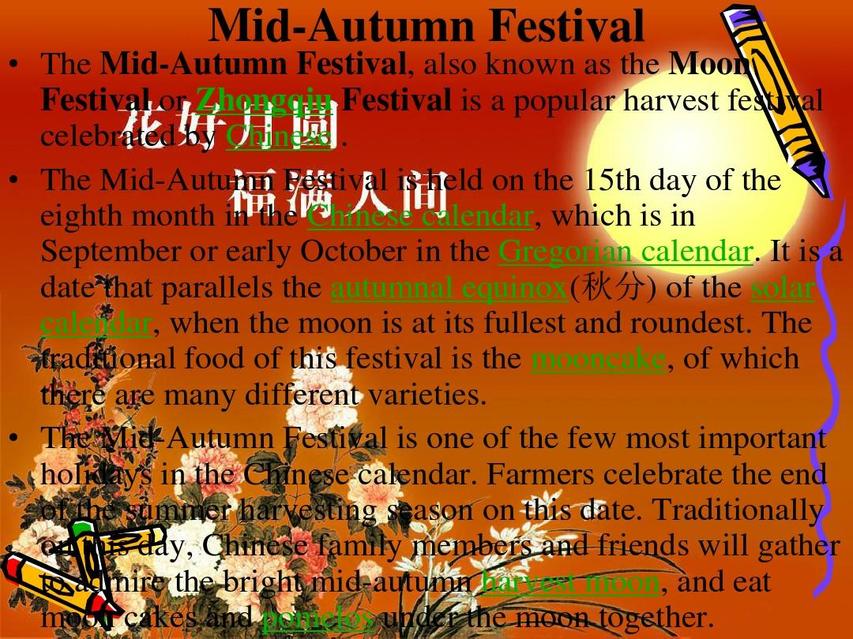 Mid-Autumn Festival
• The Mid-Autumn Festival, also known as the Moon
Festival or Zhongqiu Festival is a popular harvest festival
celebrated by Chinese .
花好月圓
• The Mid-Autumn Festival is held on the 15th day of the
福满人间
eighth month in the Chinese calendar, which is in
September or early October in the Gregorian calendar. It is a
date that parallels the autumnal equinox(秋分) of the solar
calendar, when the moon is at its fullest and roundest. The
traditional food of this festival is the mooncake, of which
there are many different varieties.
• The Mid-Autumn Festival is one of the few most important
holidays in the Chinese calendar. Farmers celebrate the end
of the summer harvesting season on this date. Traditionally
on this day, Chinese family members and friends will gather
to admire the bright mid-autumn harvest moon, and eat
moon cakes and pomelos under the moon together.